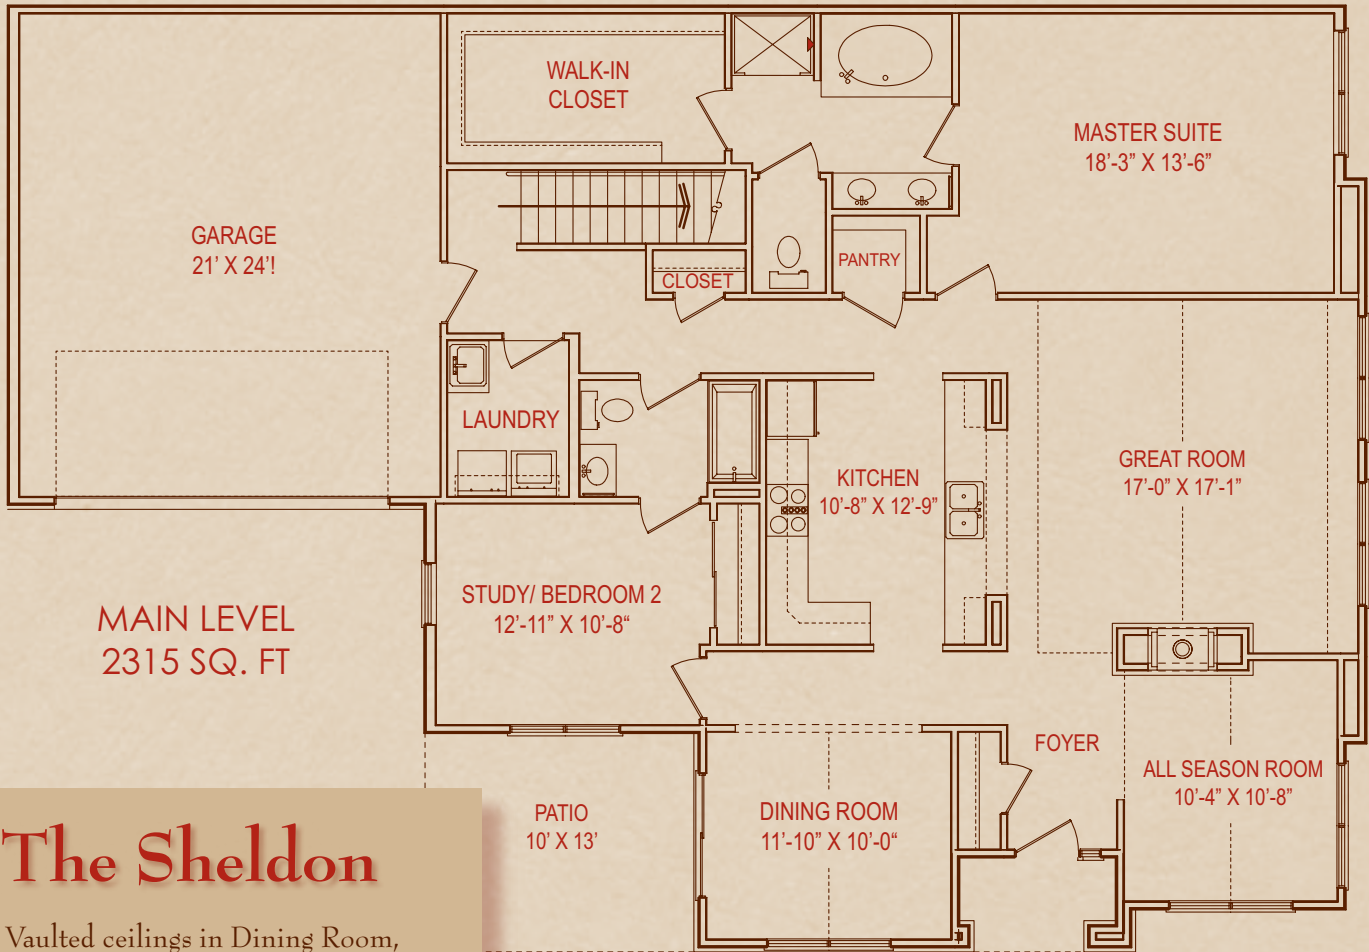 WALK-IN
CLOSET
MASTER SUITE
18'-3” X 13'-6”
GARAGE
21' X 24'!
PANTRY
CLOSET
LAUNDRY
KITCHEN
10'-8” X 12'-9”
GREAT ROOM
17'-0” X 17'-1”
STUDY/ BEDROOM 2
12'-11” X 10'-8“
MAIN LEVEL
2315 SQ. FT
FOYER
ALL SEASON ROOM
10'-4” X 10'-8”
PATIO
10' X 13'
DINING ROOM
11'-10” X 10'-0“
The Sheldon
Vaulted ceilings in Dining Room,